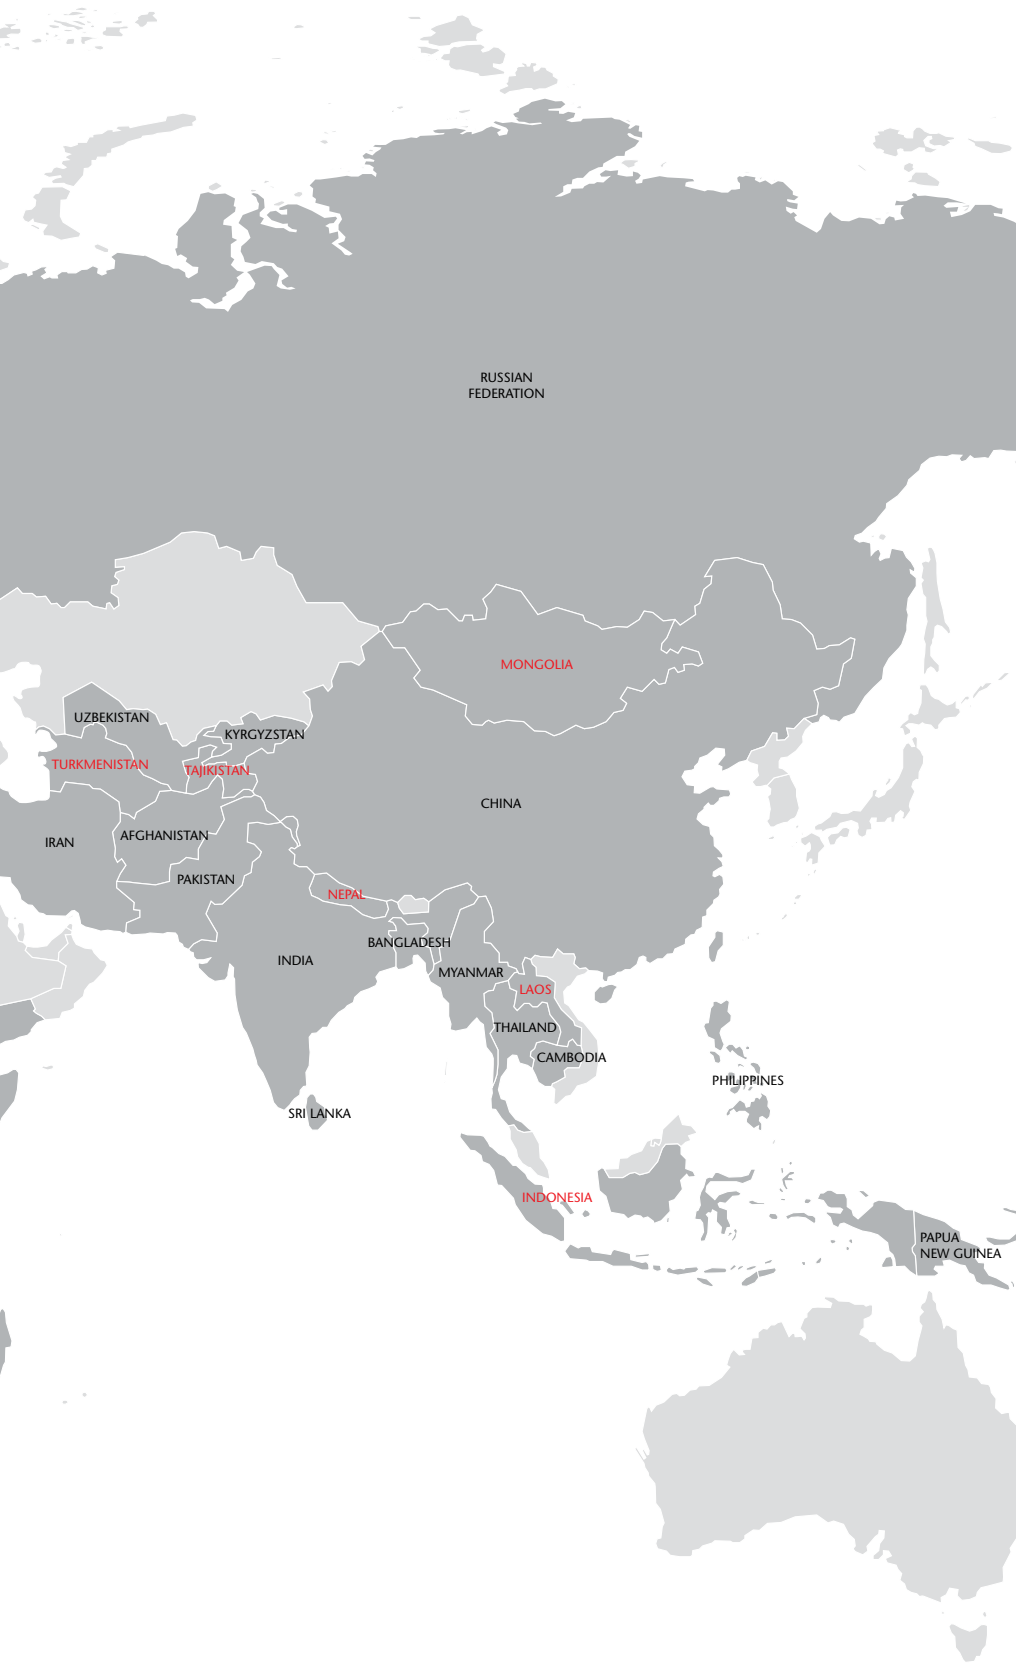 RUSSIAN
FEDERATION
MONGOLIA
UZBEKISTAN
KYRGYZSTAN
TURKMENISTAN
TAJIKISTAN
CHINA
IRAN
AFGHANISTAN
PAKISTAN
NEPAL
BANGLADESH
INDIA
MYANMAR
LAOS
THAILAND
CAMBODIA
PHILIPPINES
SRI LANKA
INDONESIA
PAPUA
NEW GUINEA